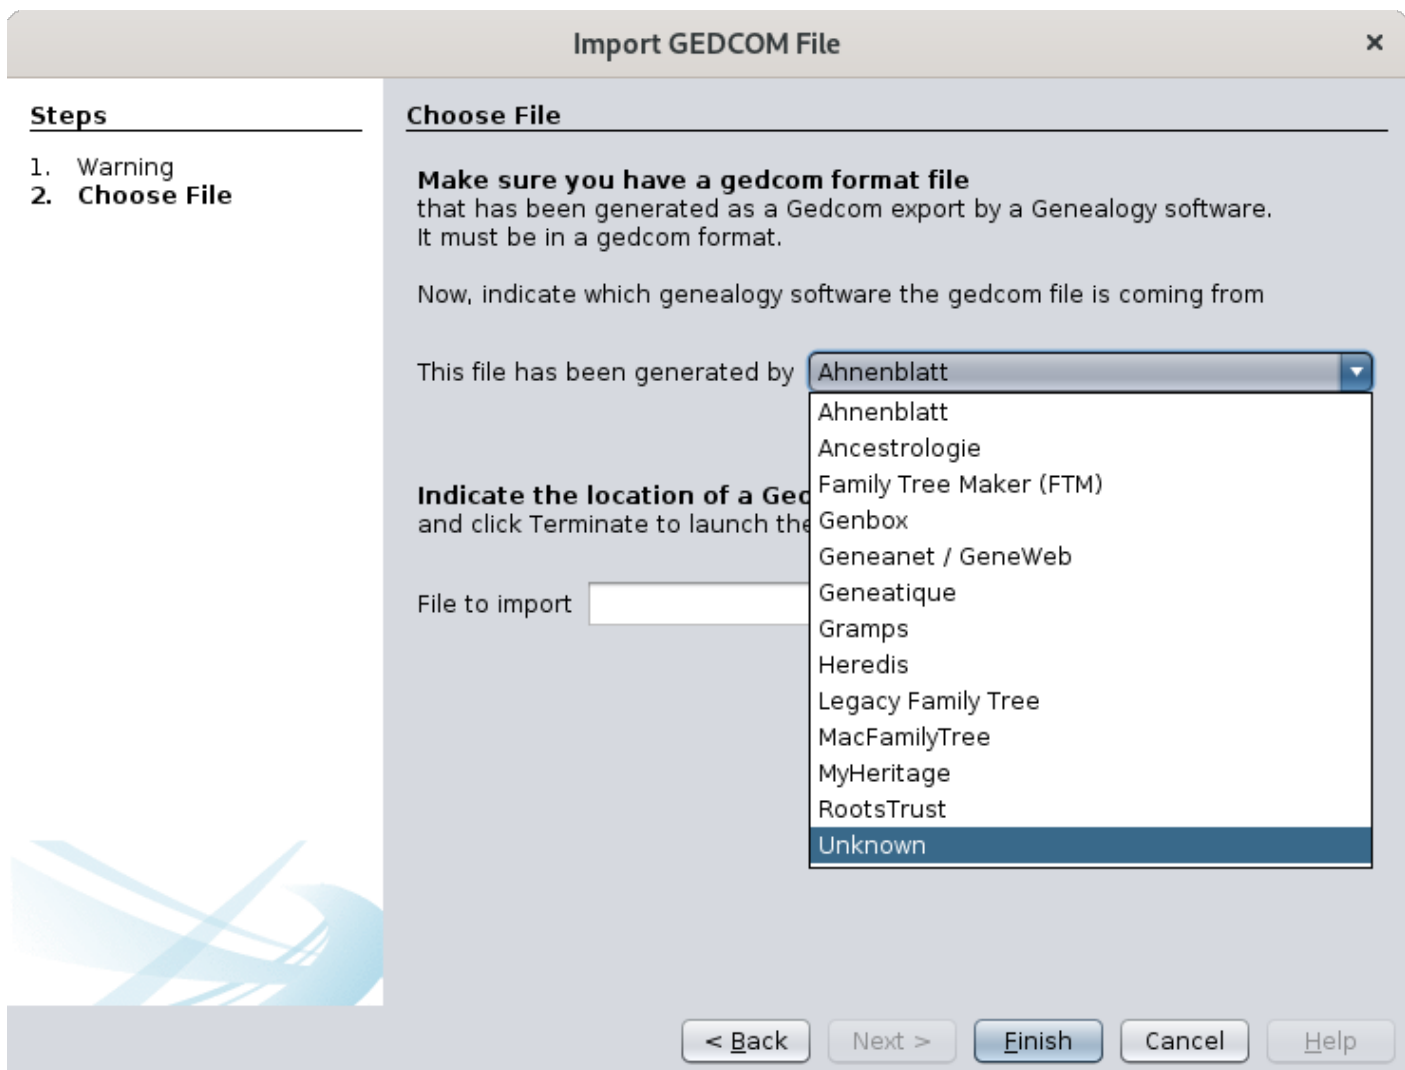 Import GEDCOM File
×
Steps
1. Warning
2. Choose File
Choose File
Make sure you have a gedcom format file
that has been generated as a Gedcom export by a Genealogy software.
It must be in a gedcom format.
Now, indicate which genealogy software the gedcom file is coming from
This file has been generated by Ahnenblatt
Ahnenblatt
Ancestrologie
Family Tree Maker (FTM)
Genbox
Geneanet / GeneWeb
Geneatique
Gramps
Heredis
Legacy Family Tree
MacFamilyTree
MyHeritage
RootsTrust
Unknown
Indicate the location of a
and click Terminate to launch
File to import
< Back
Next >
Finish
Cancel
Help